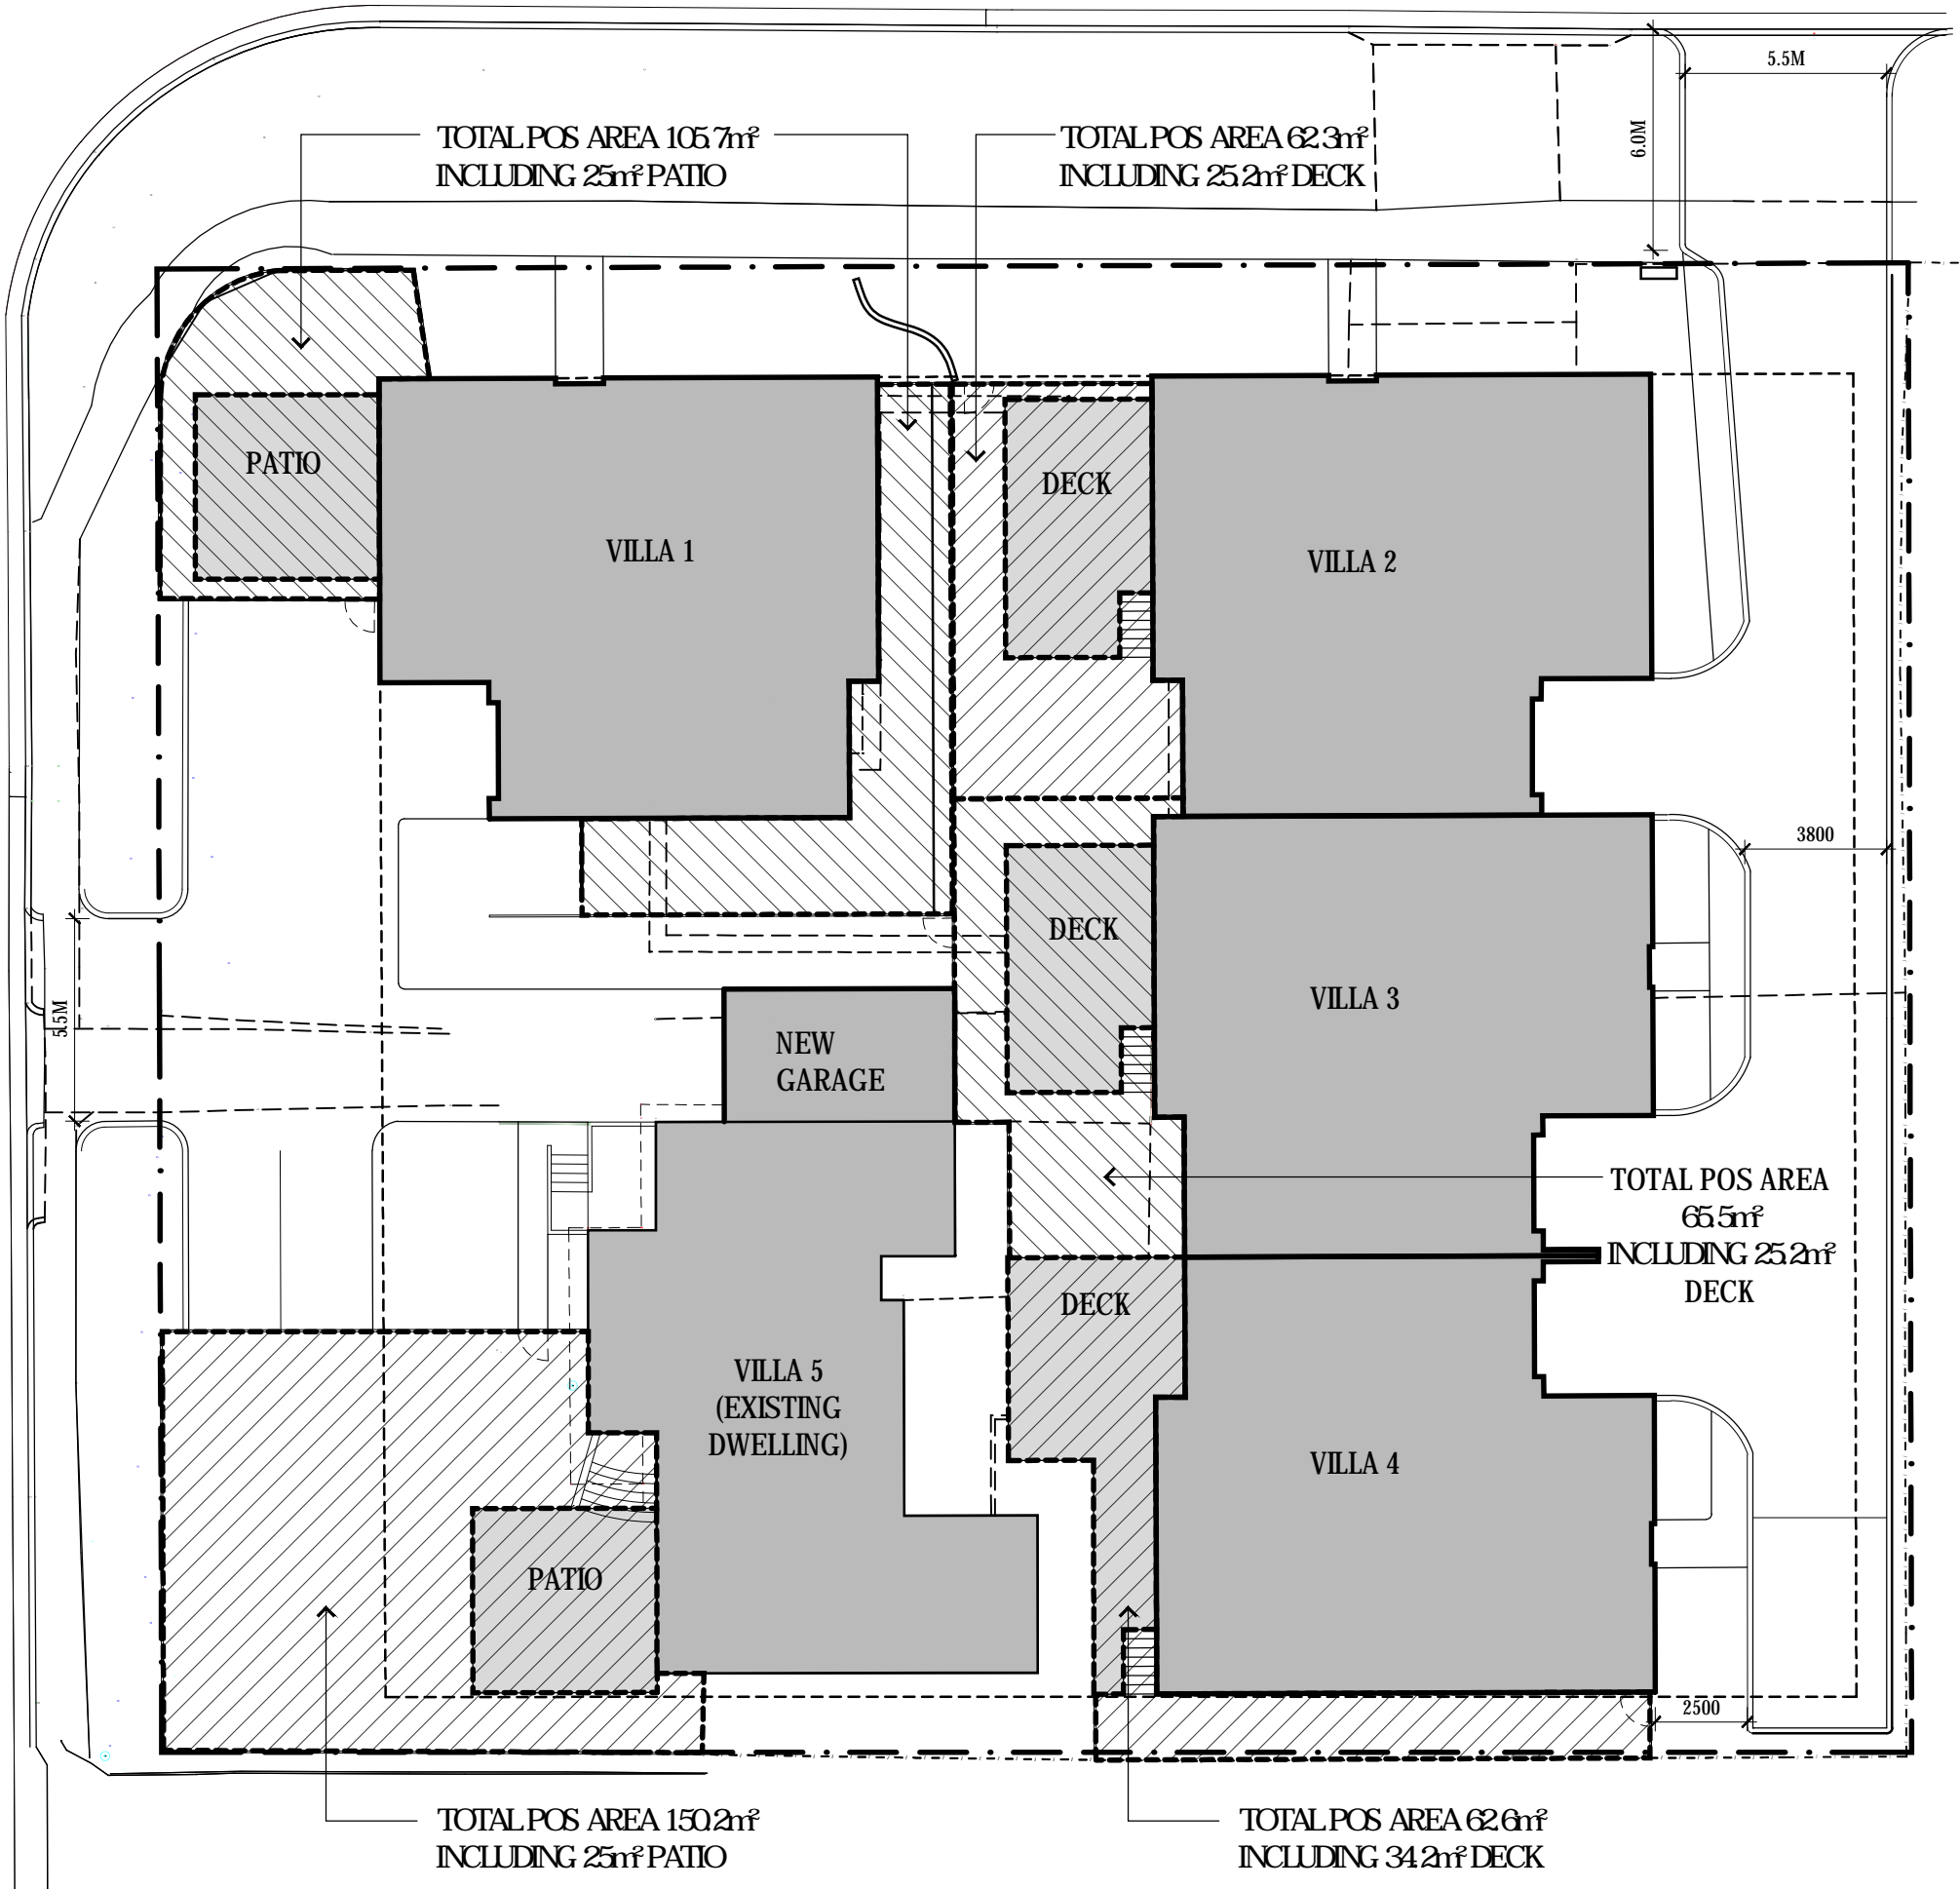 5.5M
6.0M
TOTAL POS AREA 105.7m²
INCLUDING 25m² PATIO
TOTAL POS AREA 62.3m²
INCLUDING 25.2m² DECK
PATIO
DECK
VILLA 1
VILLA 2
3800
DECK
VILLA 3
5.5M
NEW
GARAGE
TOTAL POS AREA
65.5m²
INCLUDING 25.2m²
DECK
DECK
VILLA 5
(EXISTING
DWELLING)
VILLA 4
PATIO
2500
TOTAL POS AREA 150.2m²
INCLUDING 25m² PATIO
TOTAL POS AREA 62.6m²
INCLUDING 34.2m² DECK